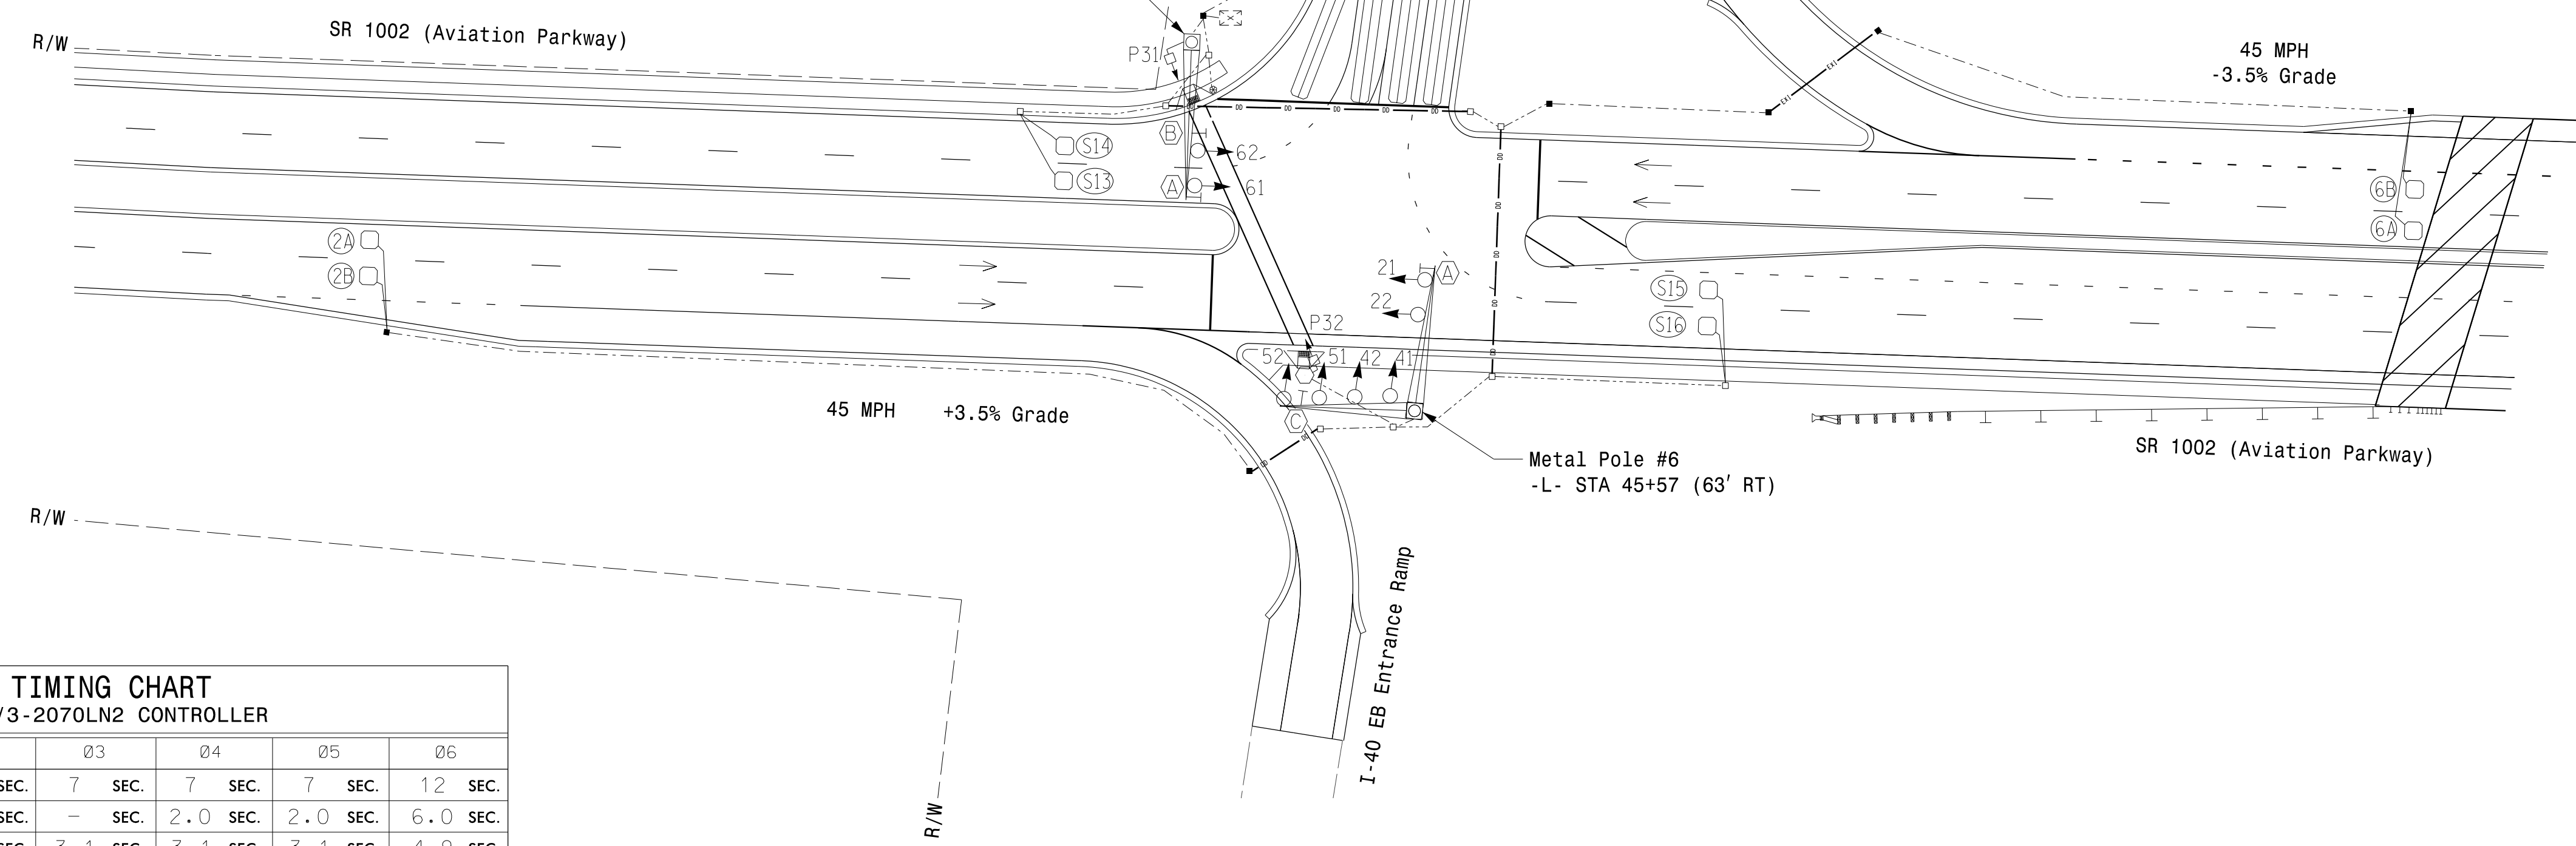 SR 1002 (Aviation Parkway)
R/W
P31
45 MPH
-3.5% Grade
B
62
S14
S13
A
61
6B
6A
2A
2B
21
A
22
S15
S16
P32
52
51
42
41
C
45 MPH +3.5% Grade
Metal Pole #6
-L- STA 45+57 (63' RT)
SR 1002 (Aviation Parkway)
R/W
I-40 EB Entrance Ramp
R/W
TIMING CHART
/3-2070LN2 CONTROLLER
Ø3 Ø4 Ø5 Ø6
SEC. 7 SEC. 7 SEC. 7 SEC. 12 SEC.
SEC. - SEC. 2.0 SEC. 2.0 SEC. 6.0 SEC.